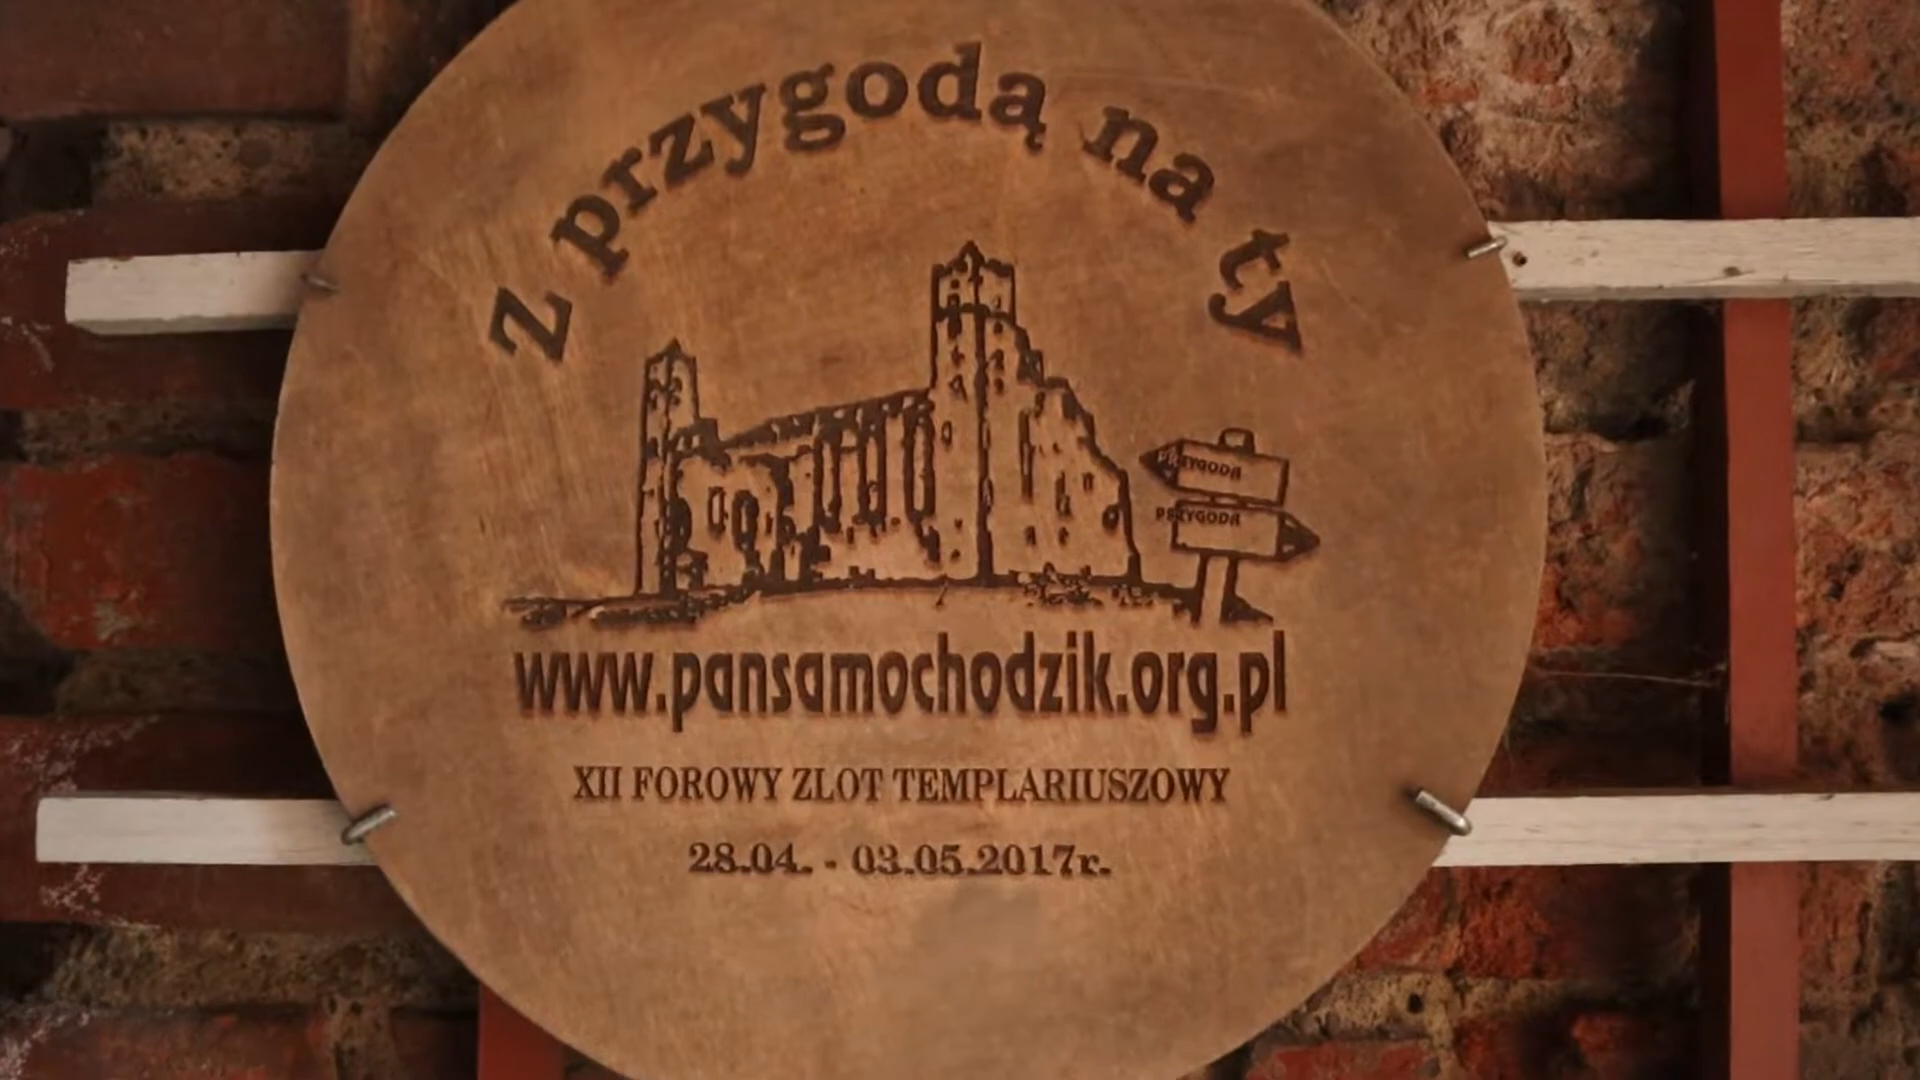 Z przygodą na ty
PRZYGODA
PRZYGODA
www.pansamochodzik.org.pl
XII FOROWY ZLOT TEMPLARIUSZOWY
28.04. - 03.05.2017r.